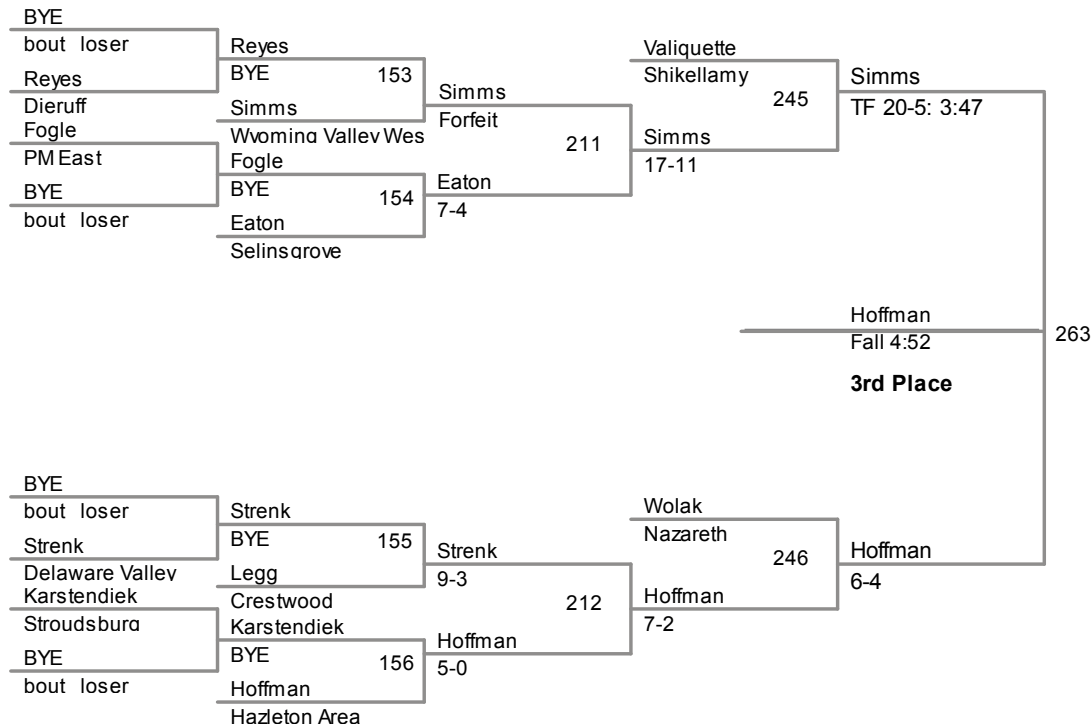 BYE
bout loser
Reyes
Dieruff
Fogle
PM East
BYE
bout loser
Reyes
BYE
153
Simms
Wyoming Valley Wes
Fogle
BYE
154
Eaton
Selinsgrove
Simms
Forfeit
211
Eaton
7-4
Simms
17-11
Valiquette
Shikellamy
245
Simms
TF 20-5: 3:47
Hoffman
Fall 4:52
263
3rd Place
BYE
bout loser
Strenk
Delaware Valley
Karstendiek
Stroudsburg
BYE
bout loser
Strenk
BYE
155
Legg
Crestwood
Karstendiek
BYE
156
Hoffman
Hazleton Area
Strenk
9-3
212
Hoffman
5-0
Wolak
Nazareth
246
Hoffman
7-2
Hoffman
6-4